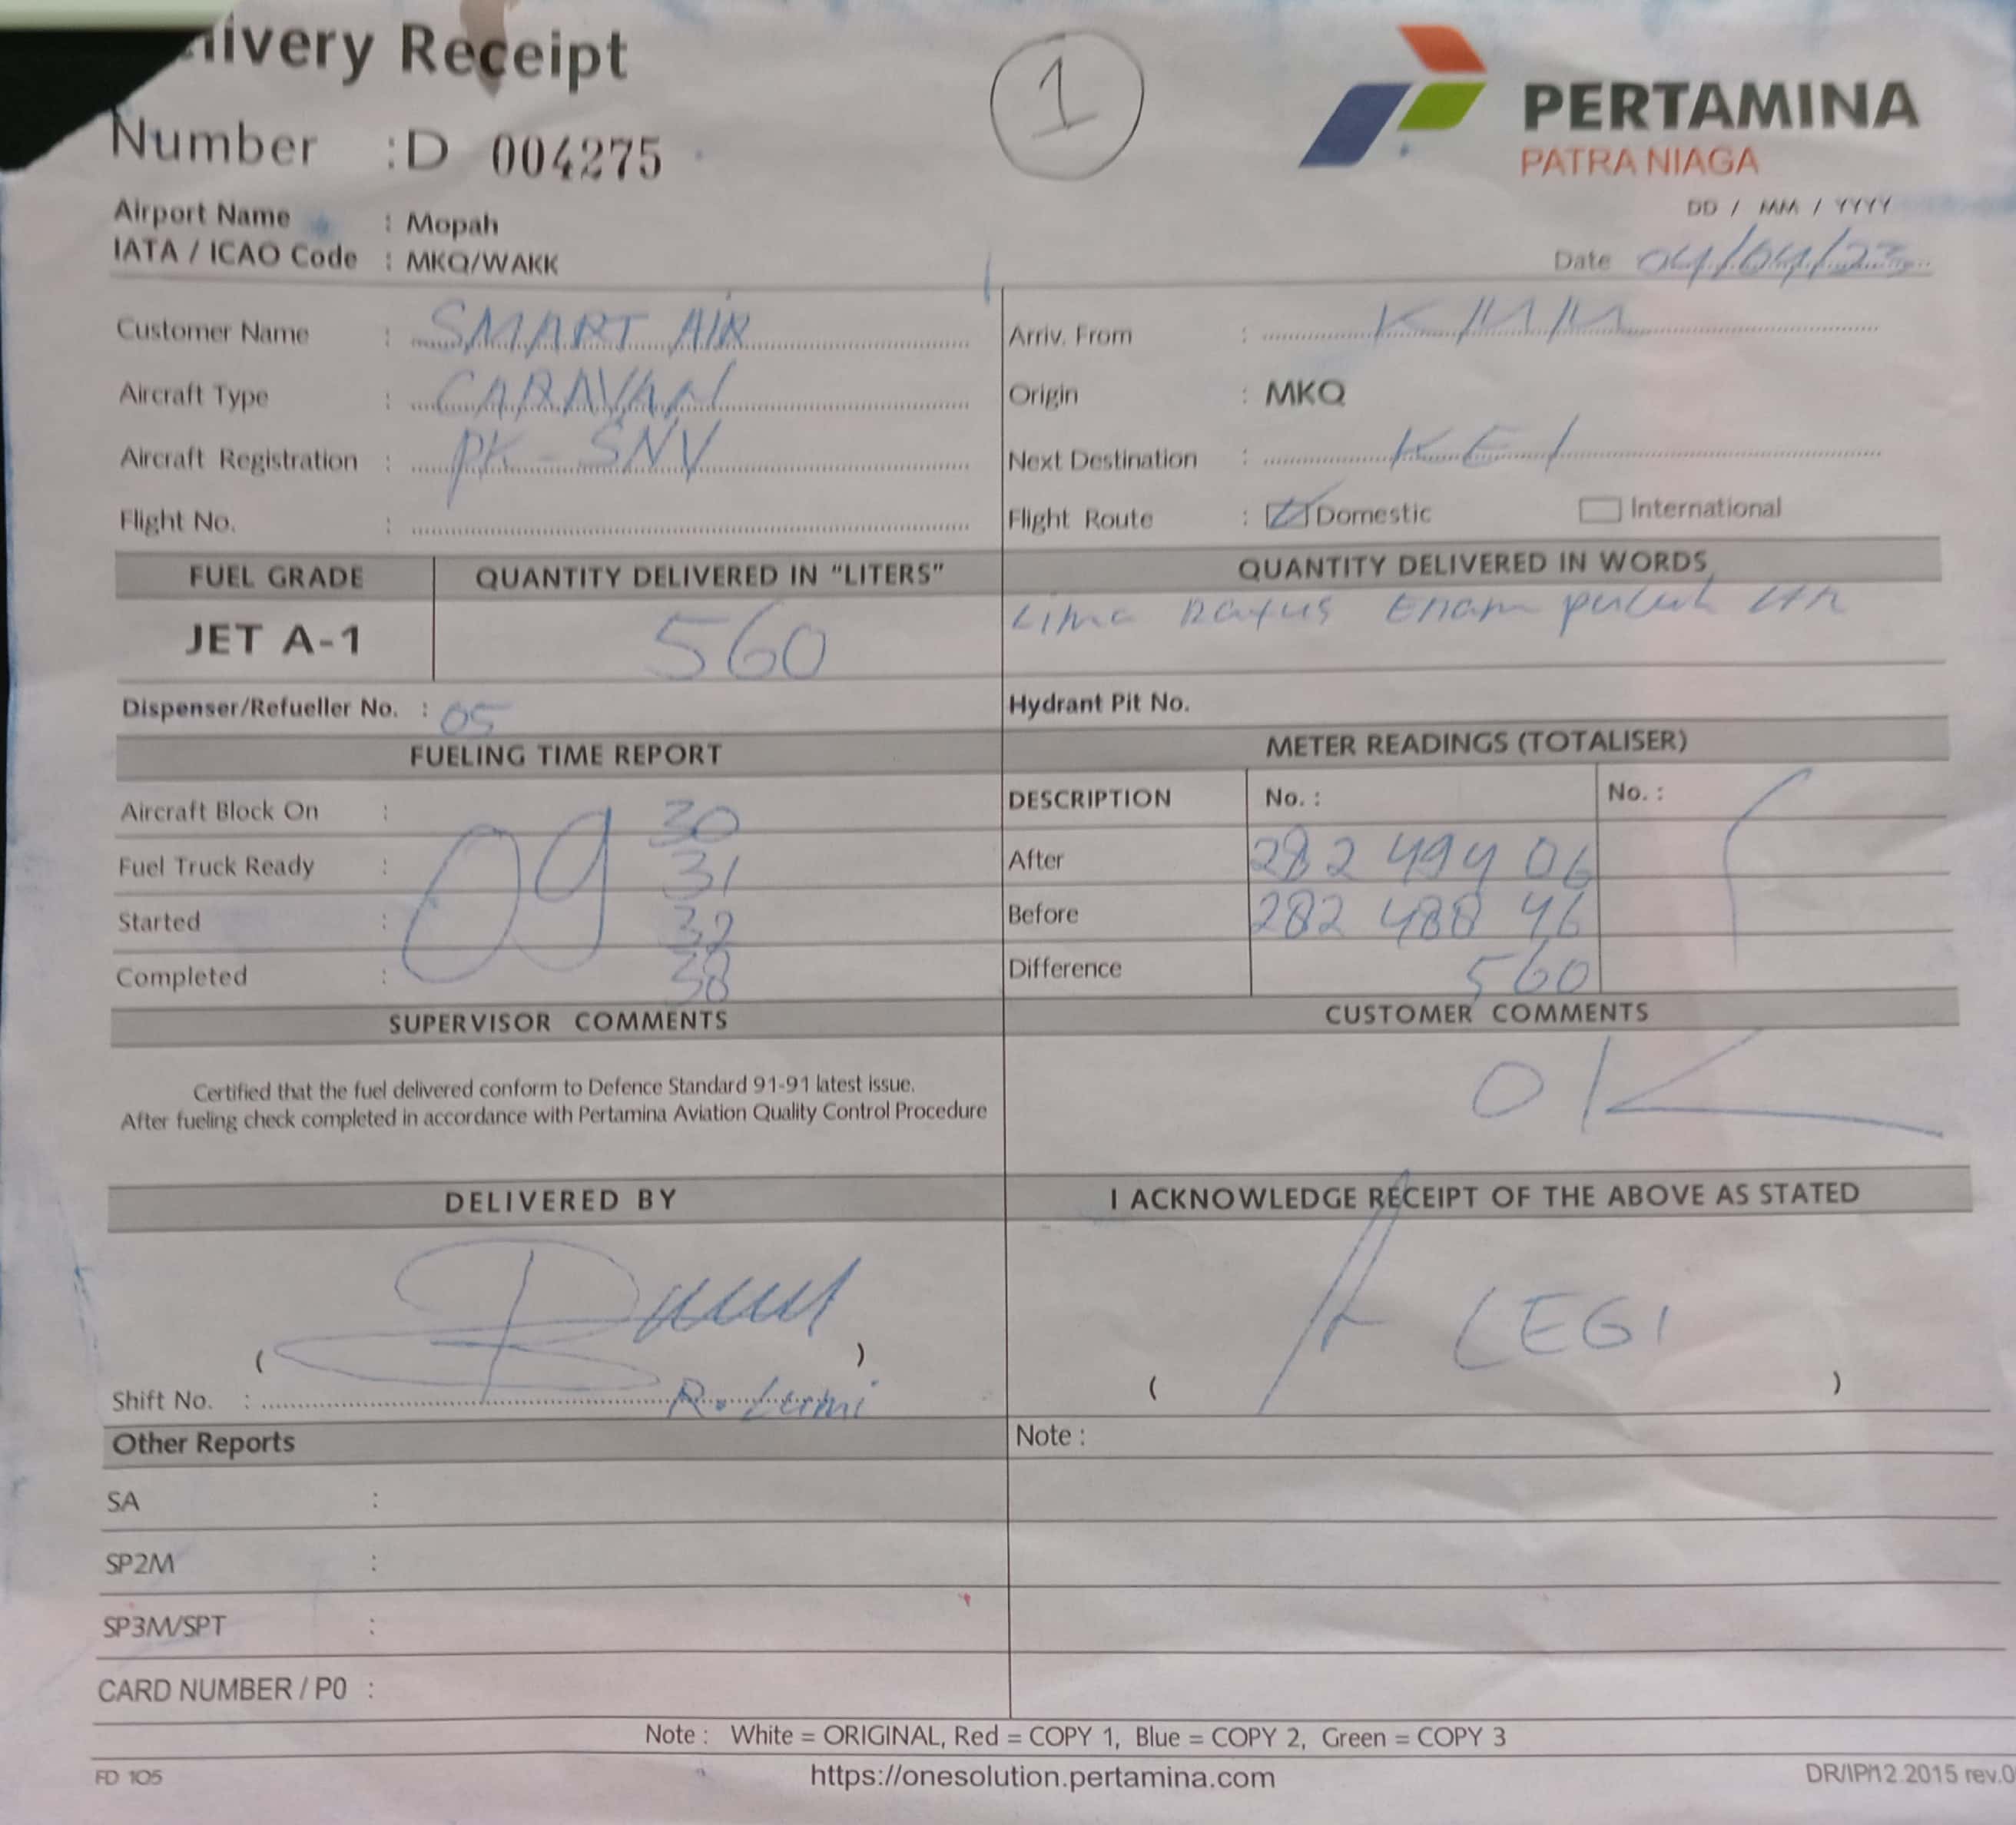 livery Receipt
1
PERTAMINA
PATRA NIAGA
Number : D 004275
DD / MM / YYYY
Airport Name : Mopah
IATA / ICAO Code : MKQ/WAKK
Date 04/04/23
Customer Name : SMART AIR
Arriv. From : KMM
Aircraft Type : CARAVAN
Origin : MKQ
Aircraft Registration : PK-SNV
Next Destination : KEI
Flight No. :
Flight Route : Domestic International
FUEL GRADE QUANTITY DELIVERED IN "LITERS" QUANTITY DELIVERED IN WORDS
JET A-1 560 Lima Ratus Enam puluh Ltr
Dispenser/Refueller No. : 05 Hydrant Pit No.
FUELING TIME REPORT METER READINGS (TOTALISER)
Aircraft Block On : 30 DESCRIPTION No. : No. :
Fuel Truck Ready : 09 31 After 282 494 06
Started : 32 Before 282 488 46
Completed : 38 Difference 560
SUPERVISOR COMMENTS CUSTOMER COMMENTS
Certified that the fuel delivered conform to Defence Standard 91-91 latest issue.
After fueling check completed in accordance with Pertamina Aviation Quality Control Procedure
OK
DELIVERED BY I ACKNOWLEDGE RECEIPT OF THE ABOVE AS STATED
LEGI
( ) ( )
Shift No. : R. Lumi
Other Reports Note :
SA :
SP2M :
SP3M/SPT :
CARD NUMBER / P0 :
Note : White = ORIGINAL, Red = COPY 1, Blue = COPY 2, Green = COPY 3
FD 105 https://onesolution.pertamina.com DR/IP/12.2015 rev.0